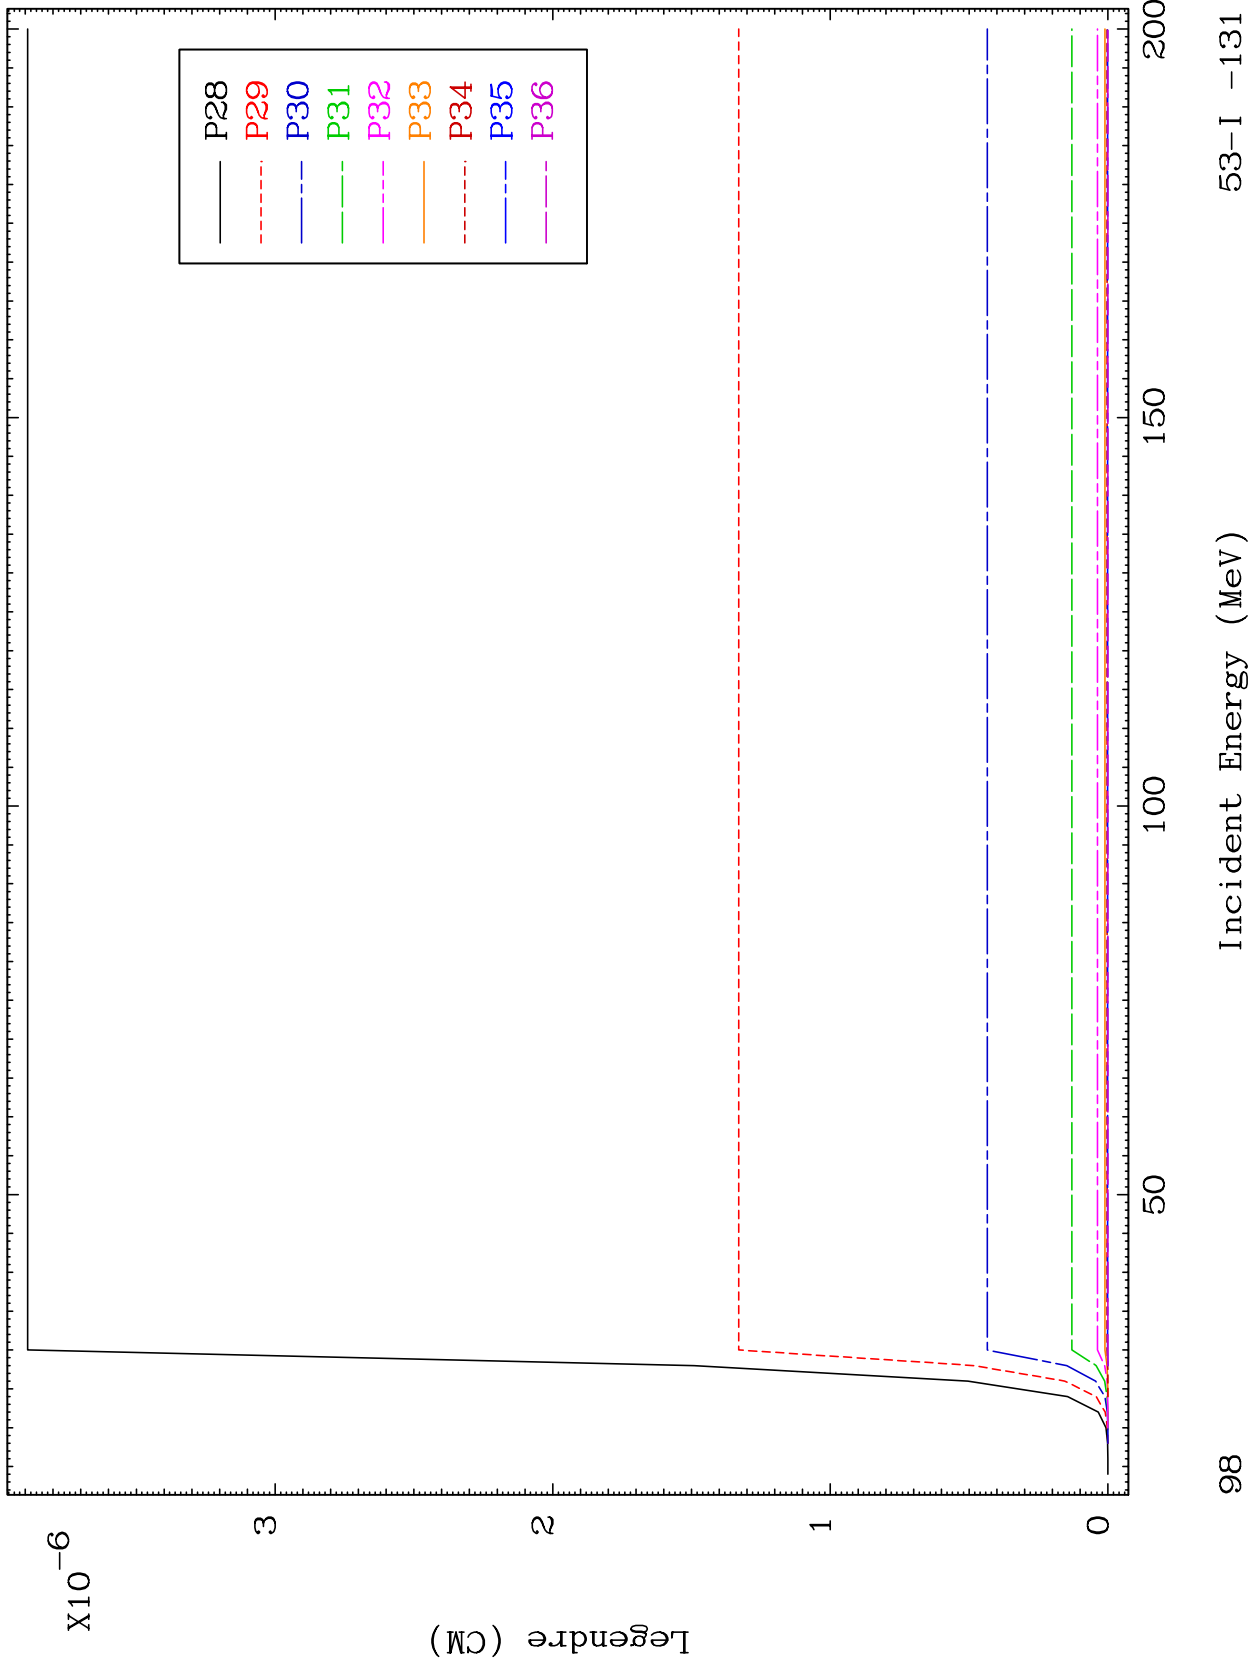 X10-6
3
2
1
0
Legendre (CM)
P28
P29
P30
P31
P32
P33
P34
P35
P36
50
100
150
200
98
Incident Energy (MeV)
53-I -131